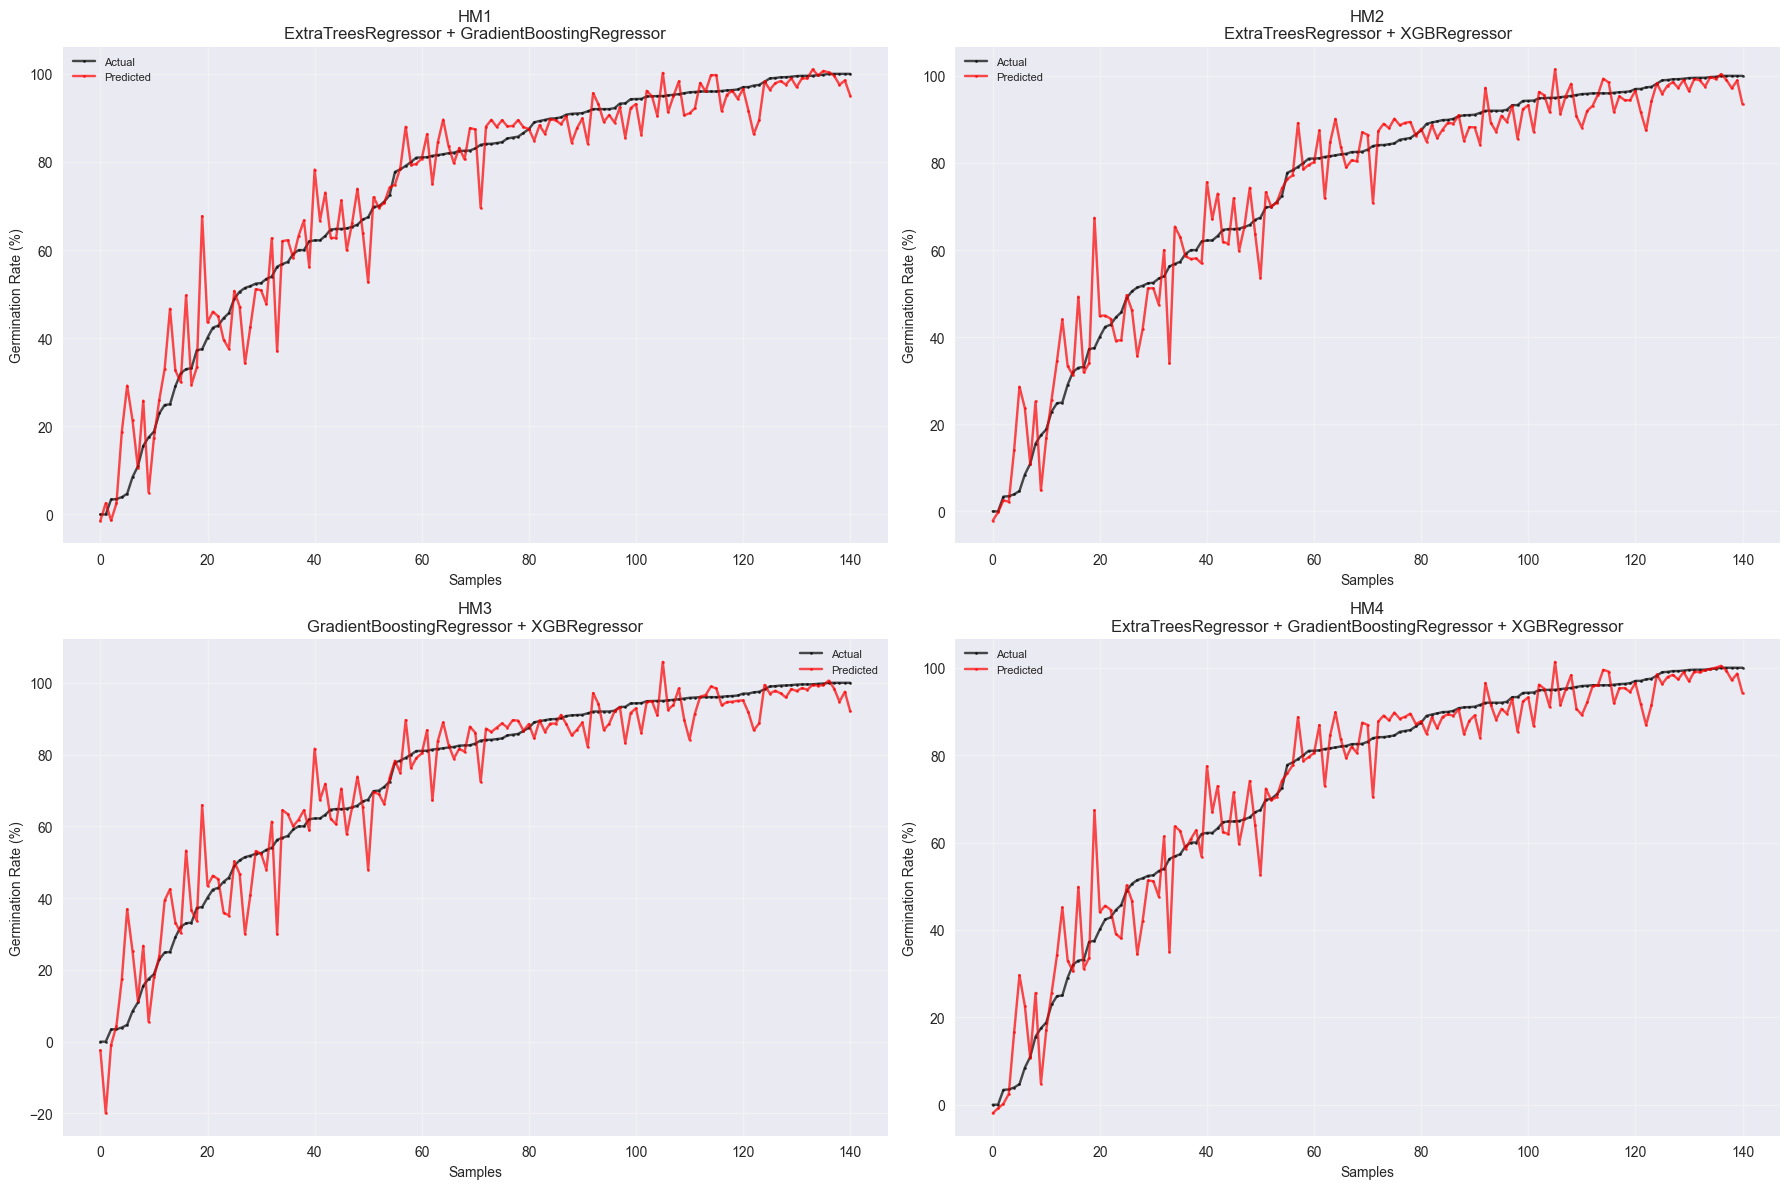 HM1
ExtraTreesRegressor + GradientBoostingRegressor
Actual
Predicted
Germination Rate (%)
100
80
60
40
20
0
0 20 40 60 80 100 120 140
Samples
HM2
ExtraTreesRegressor + XGBRegressor
Actual
Predicted
Germination Rate (%)
100
80
60
40
20
0
0 20 40 60 80 100 120 140
Samples
HM3
GradientBoostingRegressor + XGBRegressor
Actual
Predicted
Germination Rate (%)
100
80
60
40
20
0
−20
0 20 40 60 80 100 120 140
Samples
HM4
ExtraTreesRegressor + GradientBoostingRegressor + XGBRegressor
Actual
Predicted
Germination Rate (%)
100
80
60
40
20
0
0 20 40 60 80 100 120 140
Samples